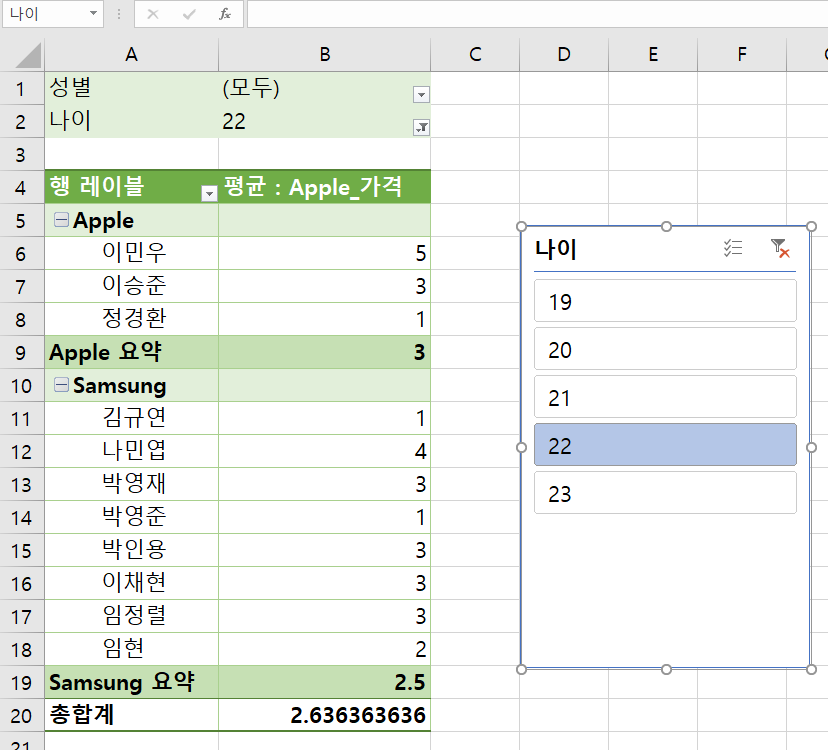 나이 fx
A B C D E F
1 성별 (모두)
2 나이 22
3
4 행 레이블 평균 : Apple_가격
5 Apple
6 이민우 5
7 이승준 3
8 정경환 1
9 Apple 요약 3
10 Samsung
11 김규연 1
12 나민엽 4
13 박영재 3
14 박영준 1
15 박인용 3
16 이채현 3
17 임정렬 3
18 임현 2
19 Samsung 요약 2.5
20 총합계 2.636363636
21
나이
19
20
21
22
23